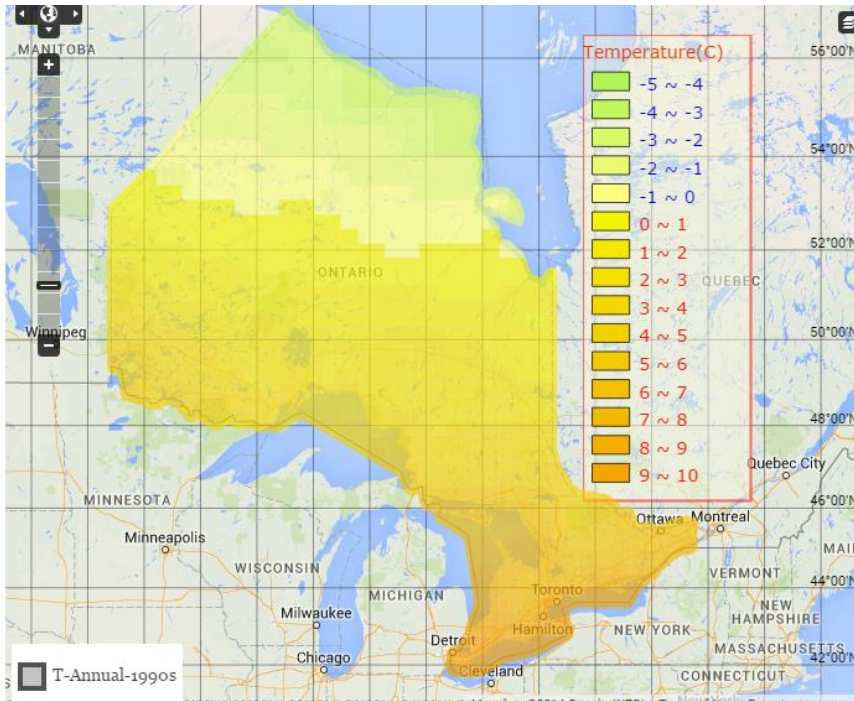 MANITOBA
Temperature(C)
-5 ~ -4
-4 ~ -3
-3 ~ -2
-2 ~ -1
-1 ~ 0
0 ~ 1
1 ~ 2
2 ~ 3
3 ~ 4
4 ~ 5
5 ~ 6
6 ~ 7
7 ~ 8
8 ~ 9
9 ~ 10
56°00'N
54°00'N
52°00'N
50°00'N
48°00'N
46°00'N
44°00'N
42°00'N
ONTARIO
QUEBEC
Winnipeg
Quebec City
MINNESOTA
Ottawa
Montreal
Minneapolis
WISCONSIN
VERMONT
MAI
MICHIGAN
Toronto
NEW
HAMPSHIRE
Milwaukee
Hamilton
NEW YORK
Detroit
MASSACHUSETTS
Chicago
Cleveland
CONNECTICUT
T-Annual-1990s